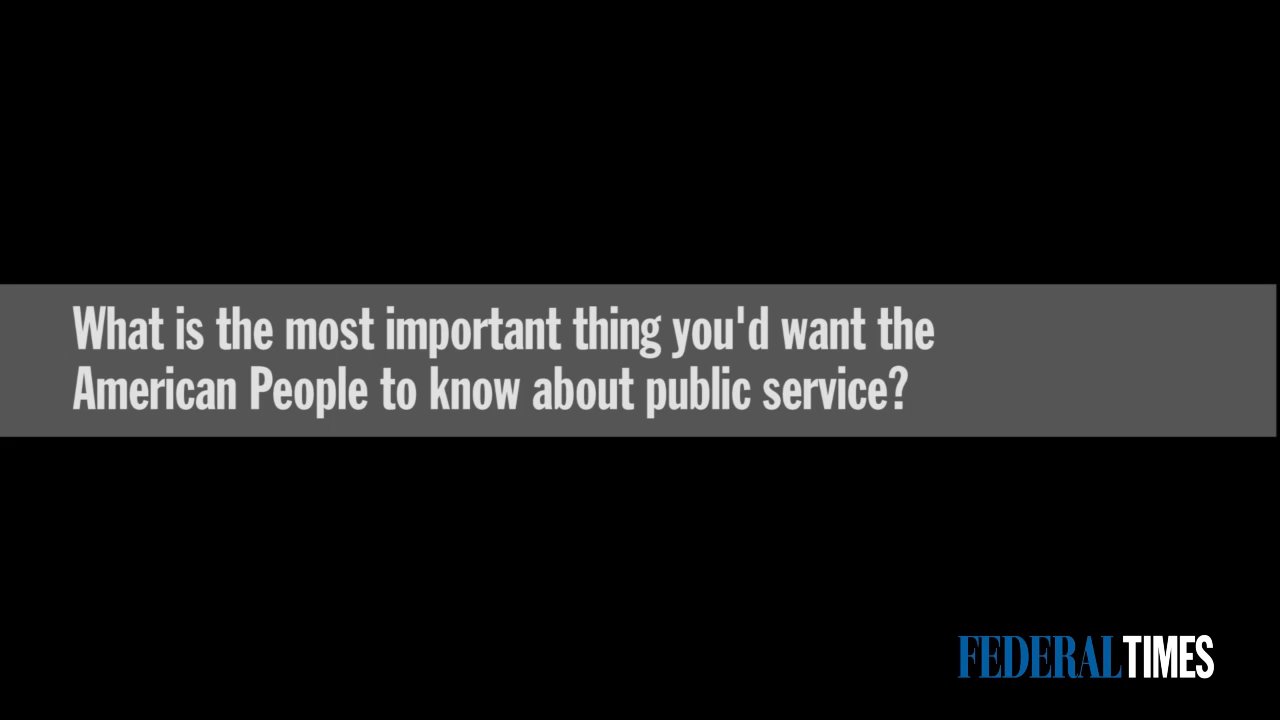 What is the most important thing you'd want the
American People to know about public service?
FEDERALTIMES